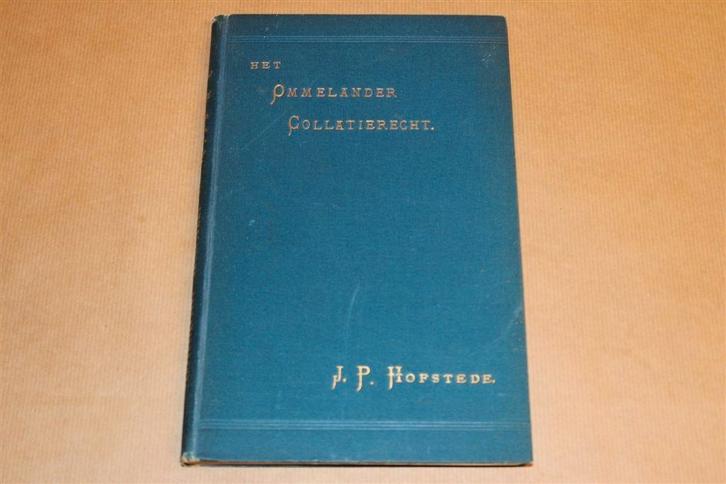 HET
OMMELANDER
COLLATIERECHT.
J. P. HOFSTEDE.